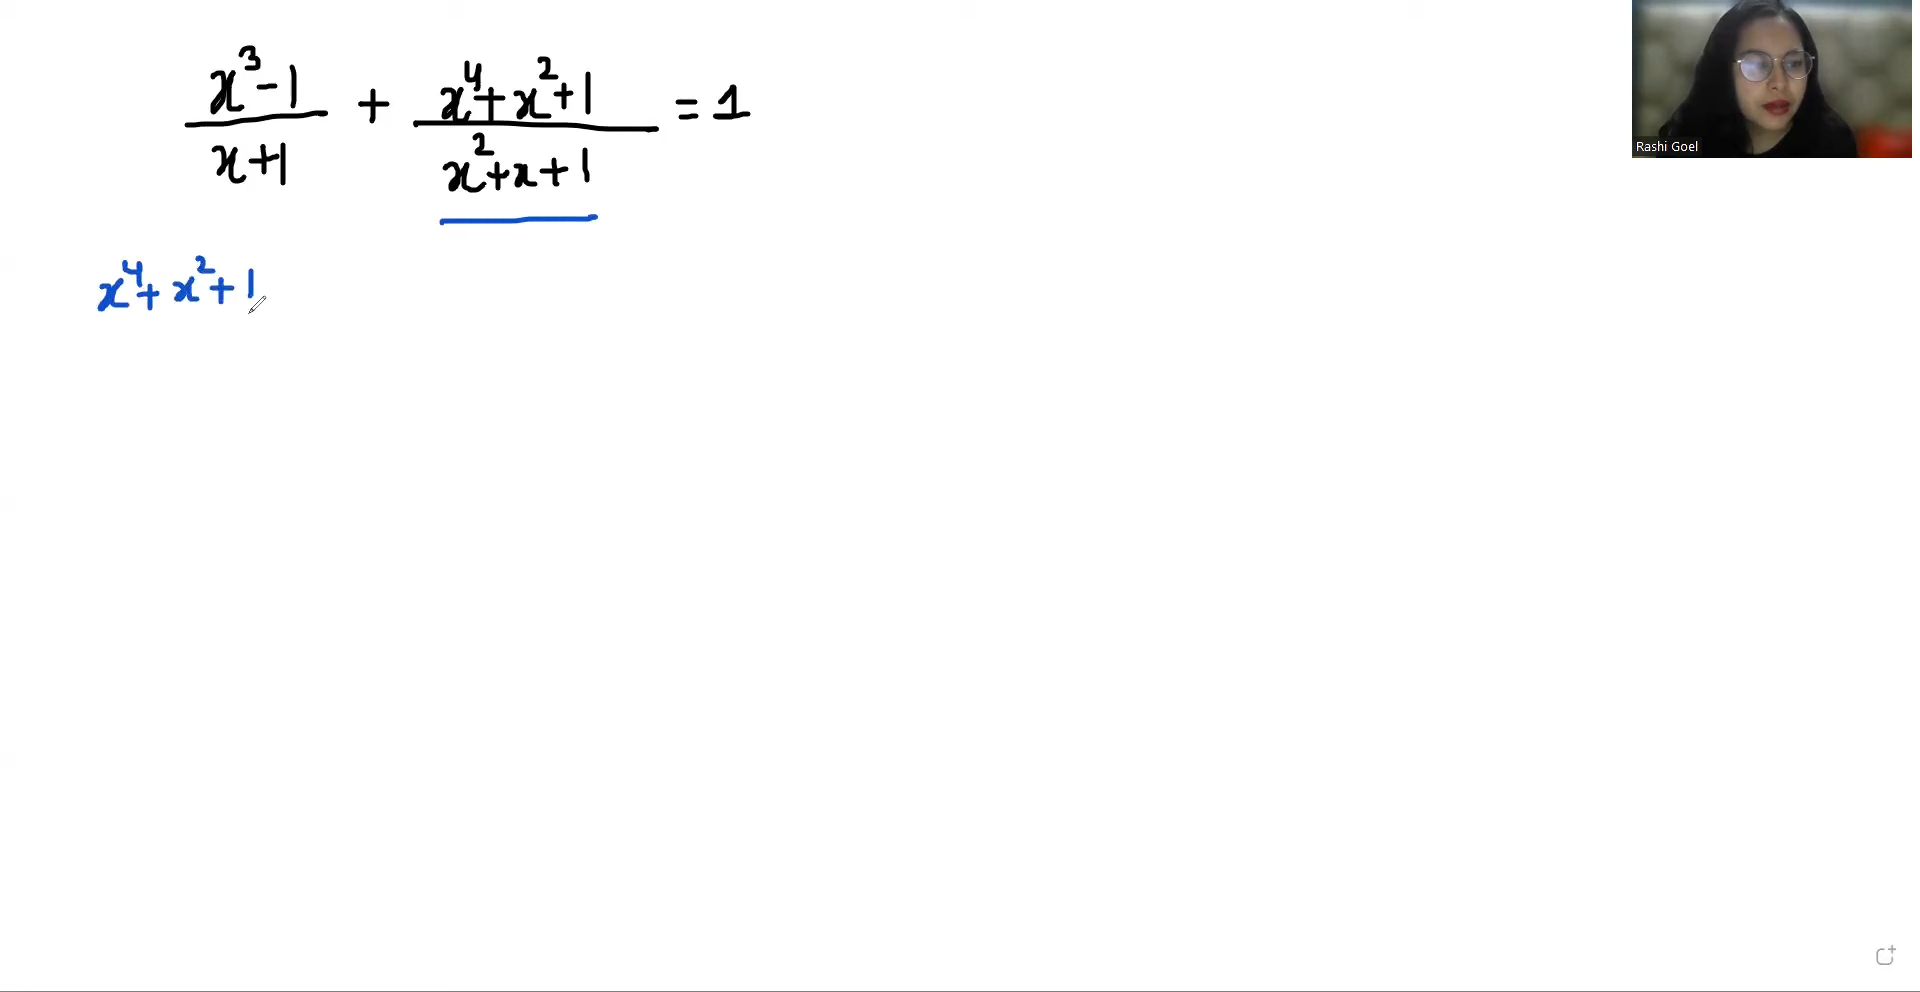 x³-1/x+1 + x⁴+x²+1/x²+x+1 = 1
x⁴+x²+1
Rashi Goel